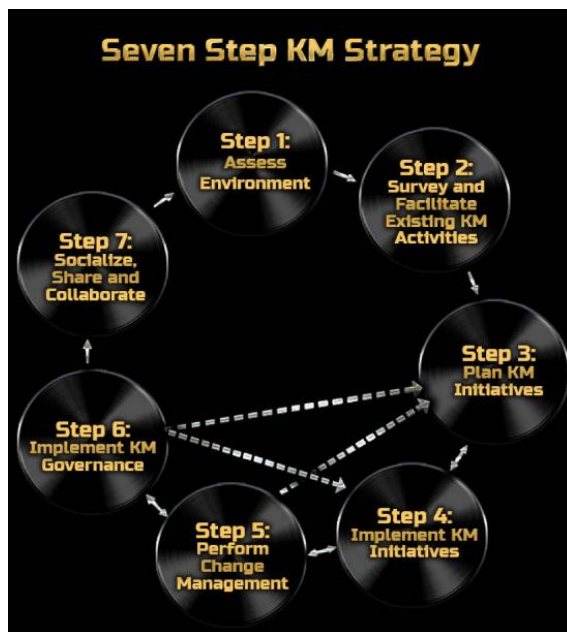 Seven Step KM Strategy
Step 1:
Assess
Environment
Step 2:
Survey and
Facilitate
Existing KM
Activities
Step 3:
Plan KM
Initiatives
Step 4:
Implement KM
Initiatives
Step 5:
Perform
Change
Management
Step 6:
Implement KM
Governance
Step 7:
Socialize,
Share and
Collaborate